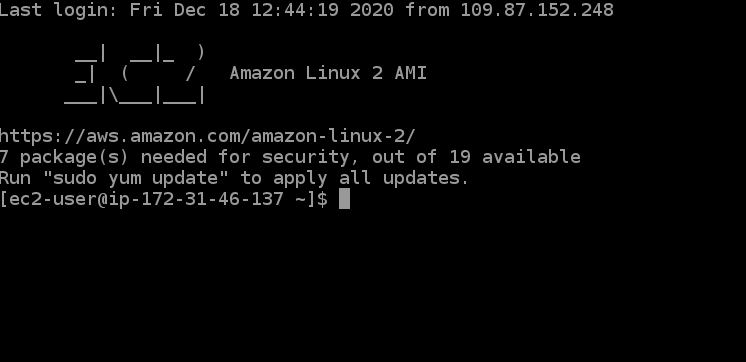 Last login: Fri Dec 18 12:44:19 2020 from 109.87.152.248
       __|  __|_  )
       _|  (     /   Amazon Linux 2 AMI
      ___|\___|___|
https://aws.amazon.com/amazon-linux-2/
7 package(s) needed for security, out of 19 available
Run "sudo yum update" to apply all updates.
[ec2-user@ip-172-31-46-137 ~]$